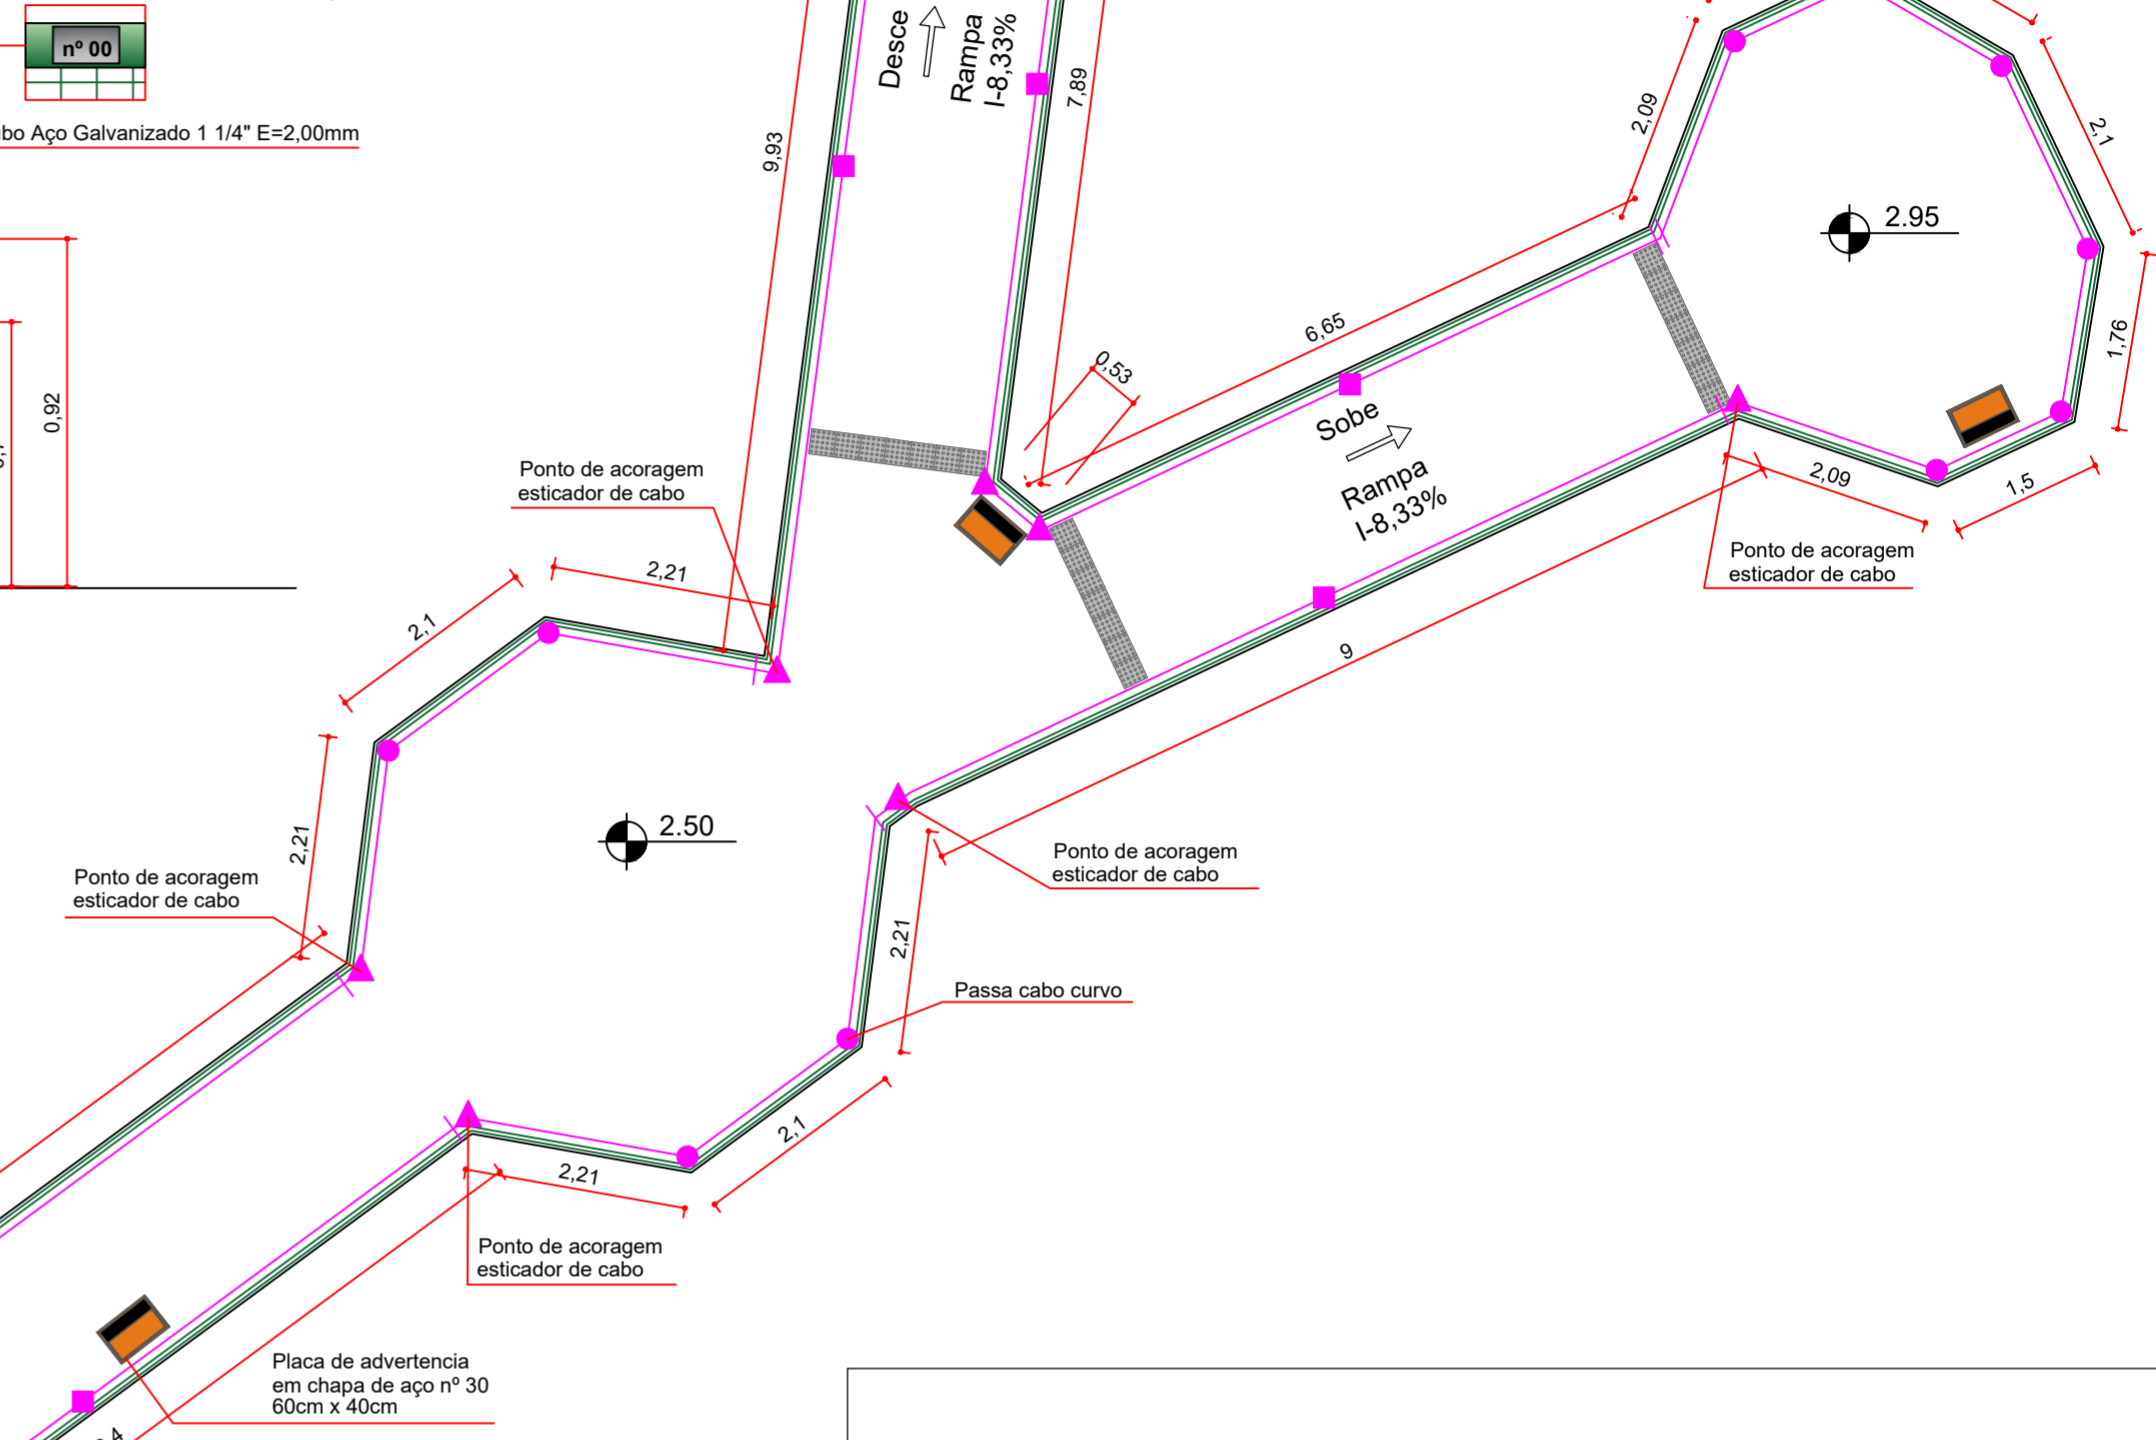 nº 00
Aço Galvanizado 1 1/4" E=2,00mm
0,92
9,93
Desce
Rampa
I-8,33%
7,89
2,09
2,1
2.95
1,76
6,65
0,53
Sobe
Rampa
I-8,33%
2,09
1,5
Ponto de acoragem
esticador de cabo
Ponto de acoragem
esticador de cabo
2,21
2,1
9
2,21
2.50
Ponto de acoragem
esticador de cabo
Ponto de acoragem
esticador de cabo
2,21
Passa cabo curvo
2,1
2,21
Ponto de acoragem
esticador de cabo
Placa de advertencia
em chapa de aço nº 30
60cm x 40cm